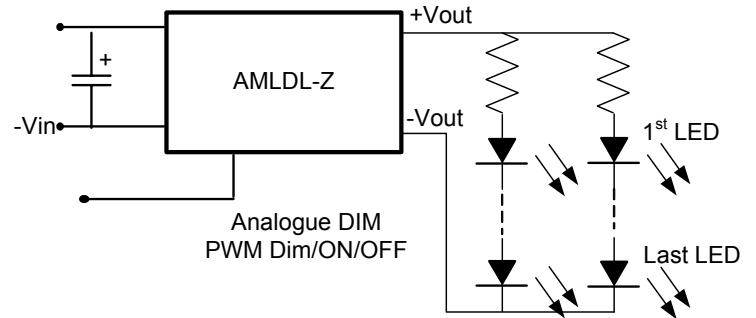 +Vout
+
AMLDL-Z
-Vin
-Vout
1st LED
Analogue DIM
PWM Dim/ON/OFF
Last LED